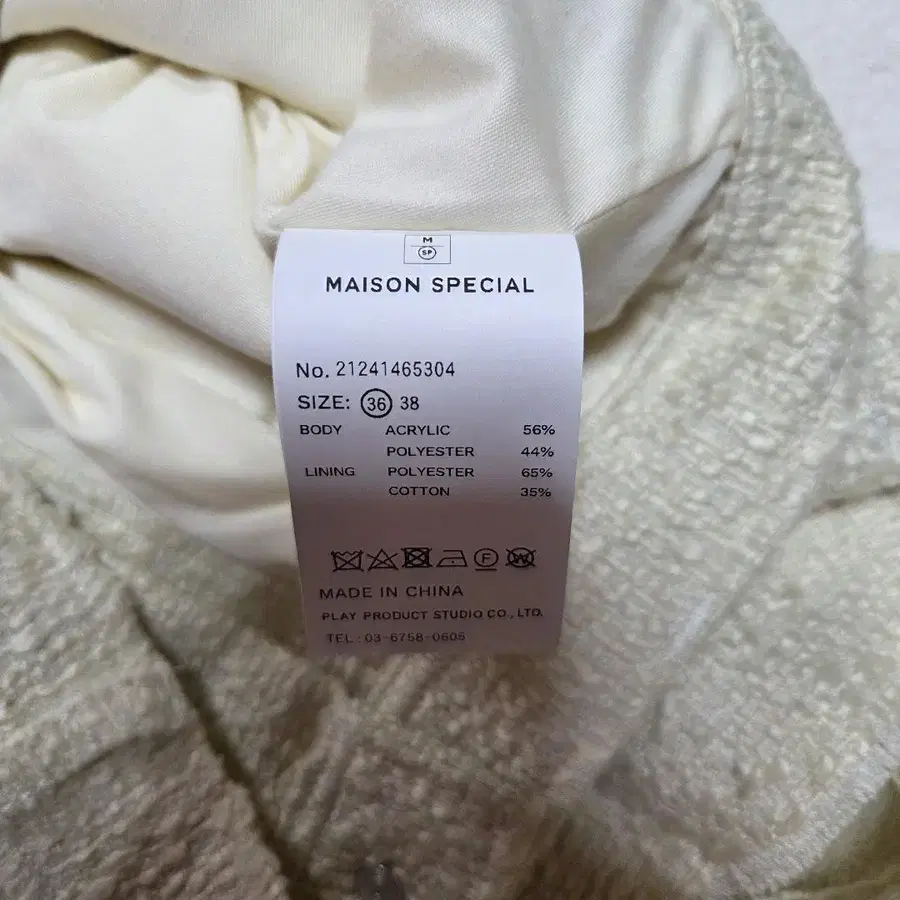 M
SP
MAISON SPECIAL
No. 21241465304
SIZE: 36 38
BODY ACRYLIC 56%
POLYESTER 44%
LINING POLYESTER 65%
COTTON 35%
F W
MADE IN CHINA
PLAY PRODUCT STUDIO CO., LTD.
TEL : 03-6758-0605